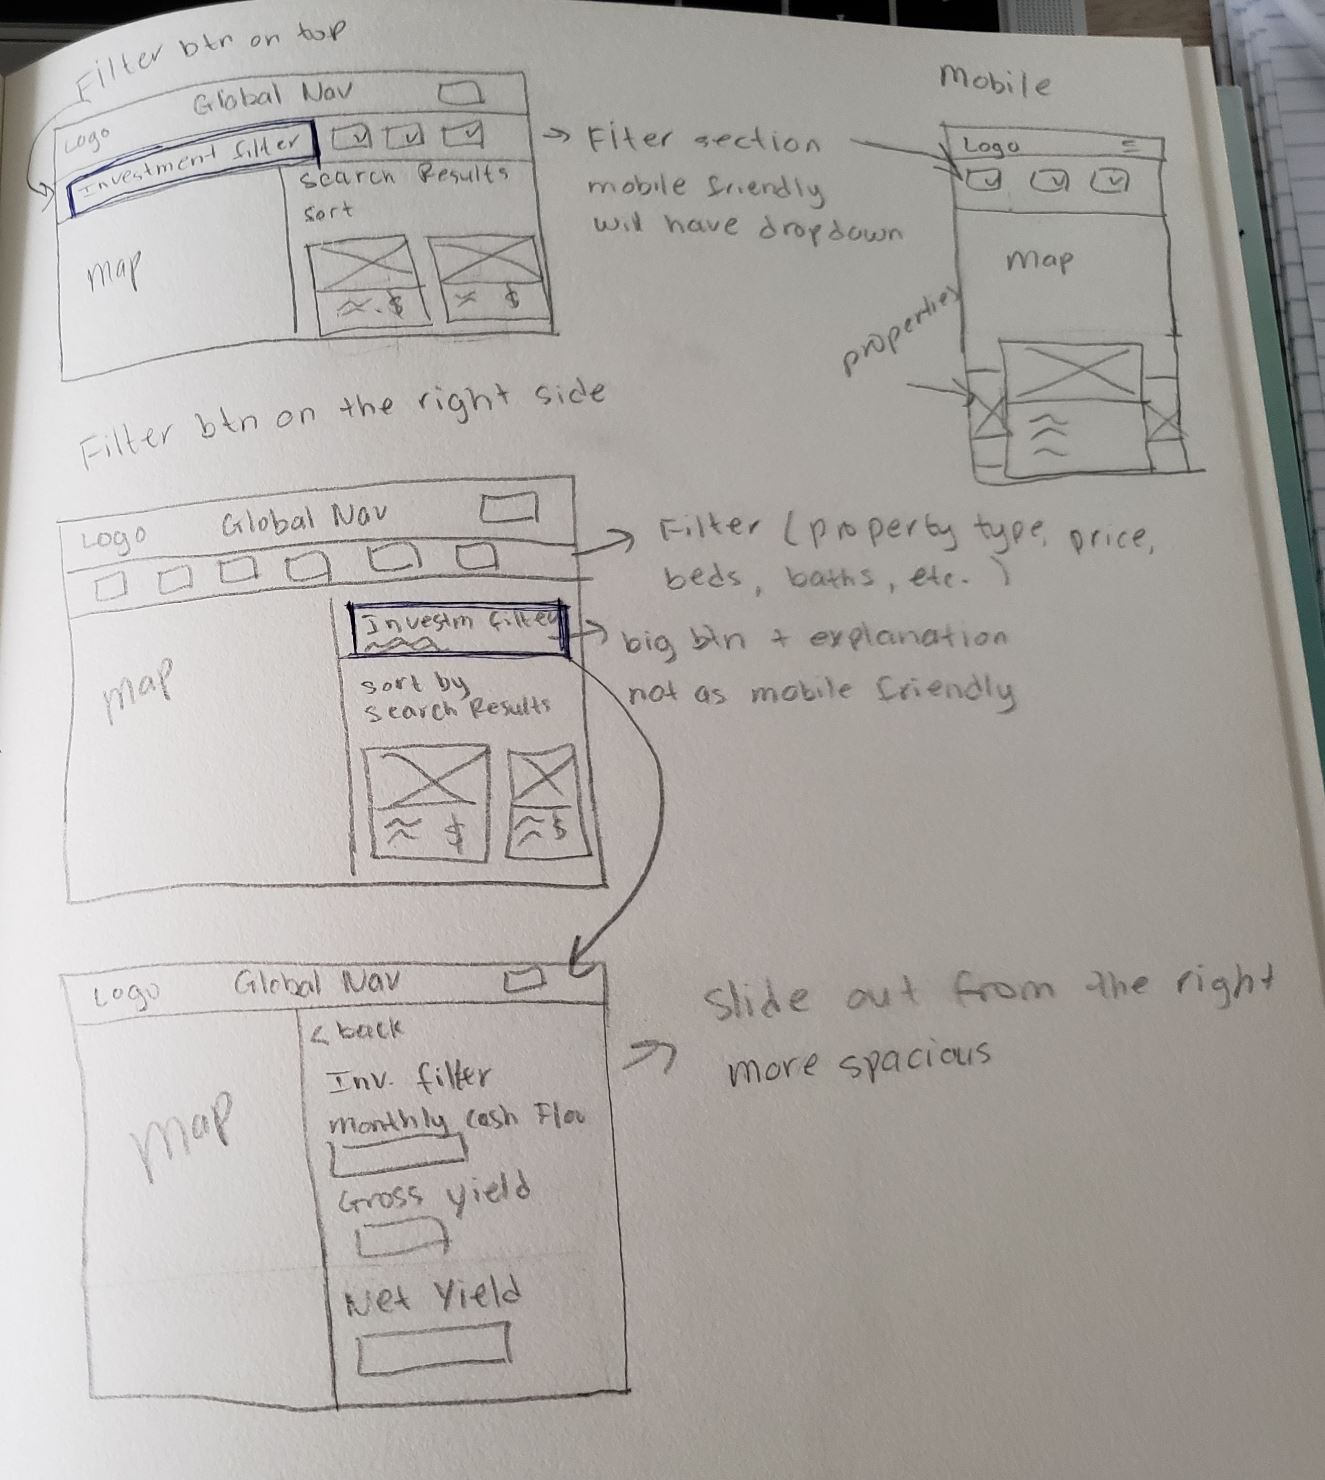 Filter btn on top
Logo Global Nav
Investment filter
Search Results
sort
map
$ $
Fiter section
mobile friendly
will have dropdown
mobile
Logo
map
properties
Filter btn on the right side
Logo Global Nav
Filter (property type, price,
beds, baths, etc.)
Investm filter
big btn + explanation
not as mobile friendly
map
sort by
search Results
$ $
Logo Global Nav
< back
Inv. filter
monthly cash Flow
Gross yield
Net Yield
map
Slide out from the right
more spacious